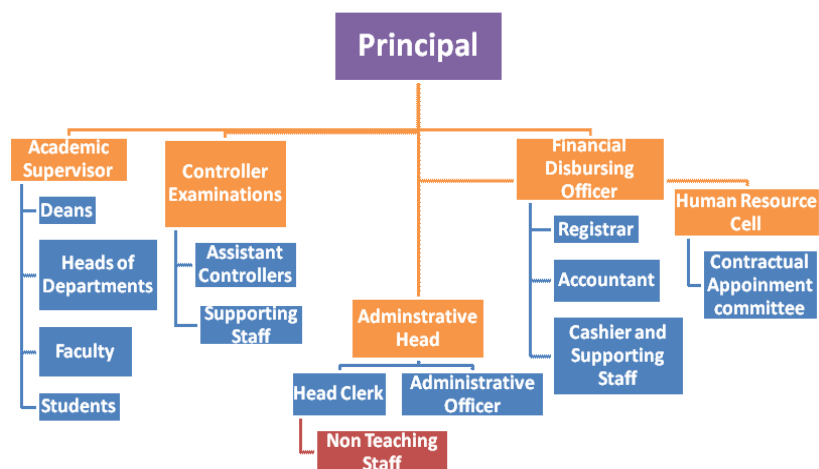 Principal
Academic
Supervisor
Deans
Heads of
Departments
Faculty
Students
Controller
Examinations
Assistant
Controllers
Supporting
Staff
Adminstrative
Head
Head Clerk
Non Teaching
Staff
Administrative
Officer
Financial
Disbursing
Officer
Registrar
Accountant
Cashier and
Supporting
Staff
Human Resource
Cell
Contractual
Appoinment
committee